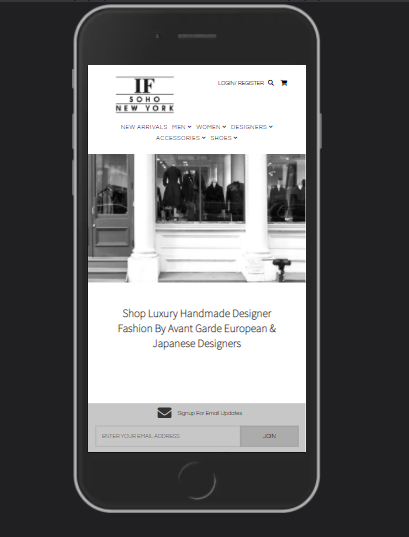 IF
SOHO
NEW YORK
LOGIN/ REGISTER
NEW ARRIVALS MEN WOMEN DESIGNERS
ACCESSORIES SHOES
Shop Luxury Handmade Designer
Fashion By Avant Garde European &
Japanese Designers
Signup For Email Updates
ENTER YOUR EMAIL ADDRESS
JOIN